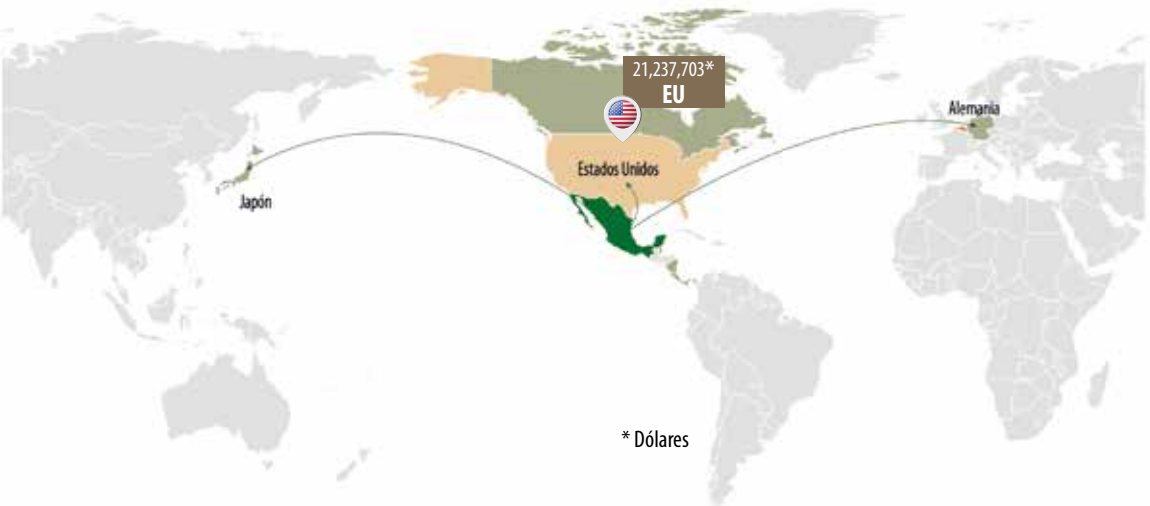 21,237,703*
EU
Alemania
Estados Unidos
Japón
* Dólares